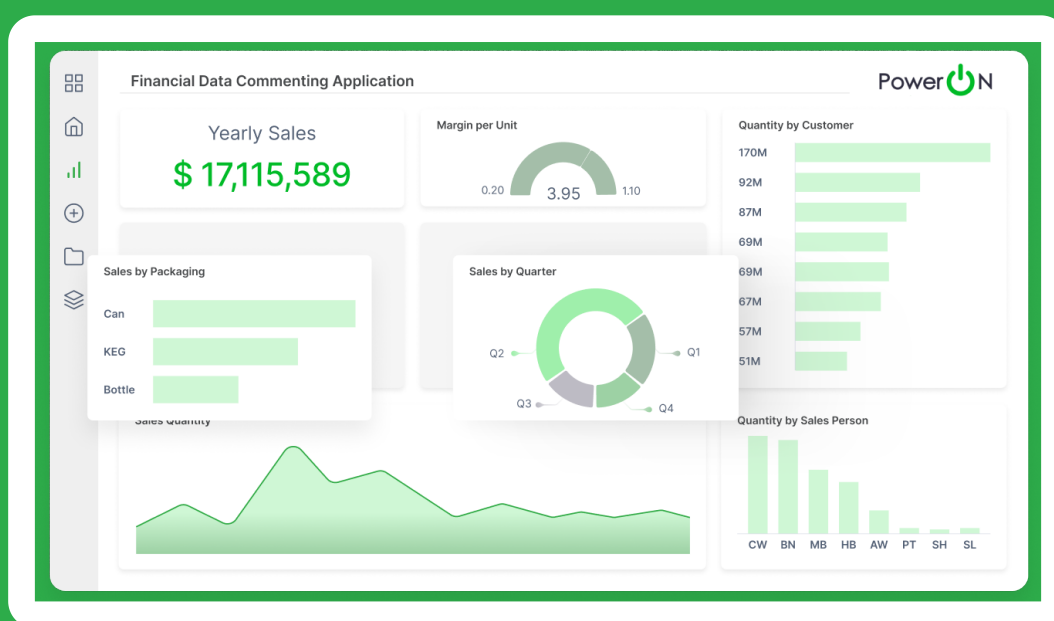 Financial Data Commenting Application
PowerON
Yearly Sales
$ 17,115,589
Margin per Unit
0.20
3.95
1.10
Quantity by Customer
170M
92M
87M
69M
69M
67M
57M
51M
Sales by Packaging
Can
KEG
Bottle
Sales by Quarter
Q2
Q1
Q3
Q4
Sales Quantity
Quantity by Sales Person
CW BN MB HB AW PT SH SL